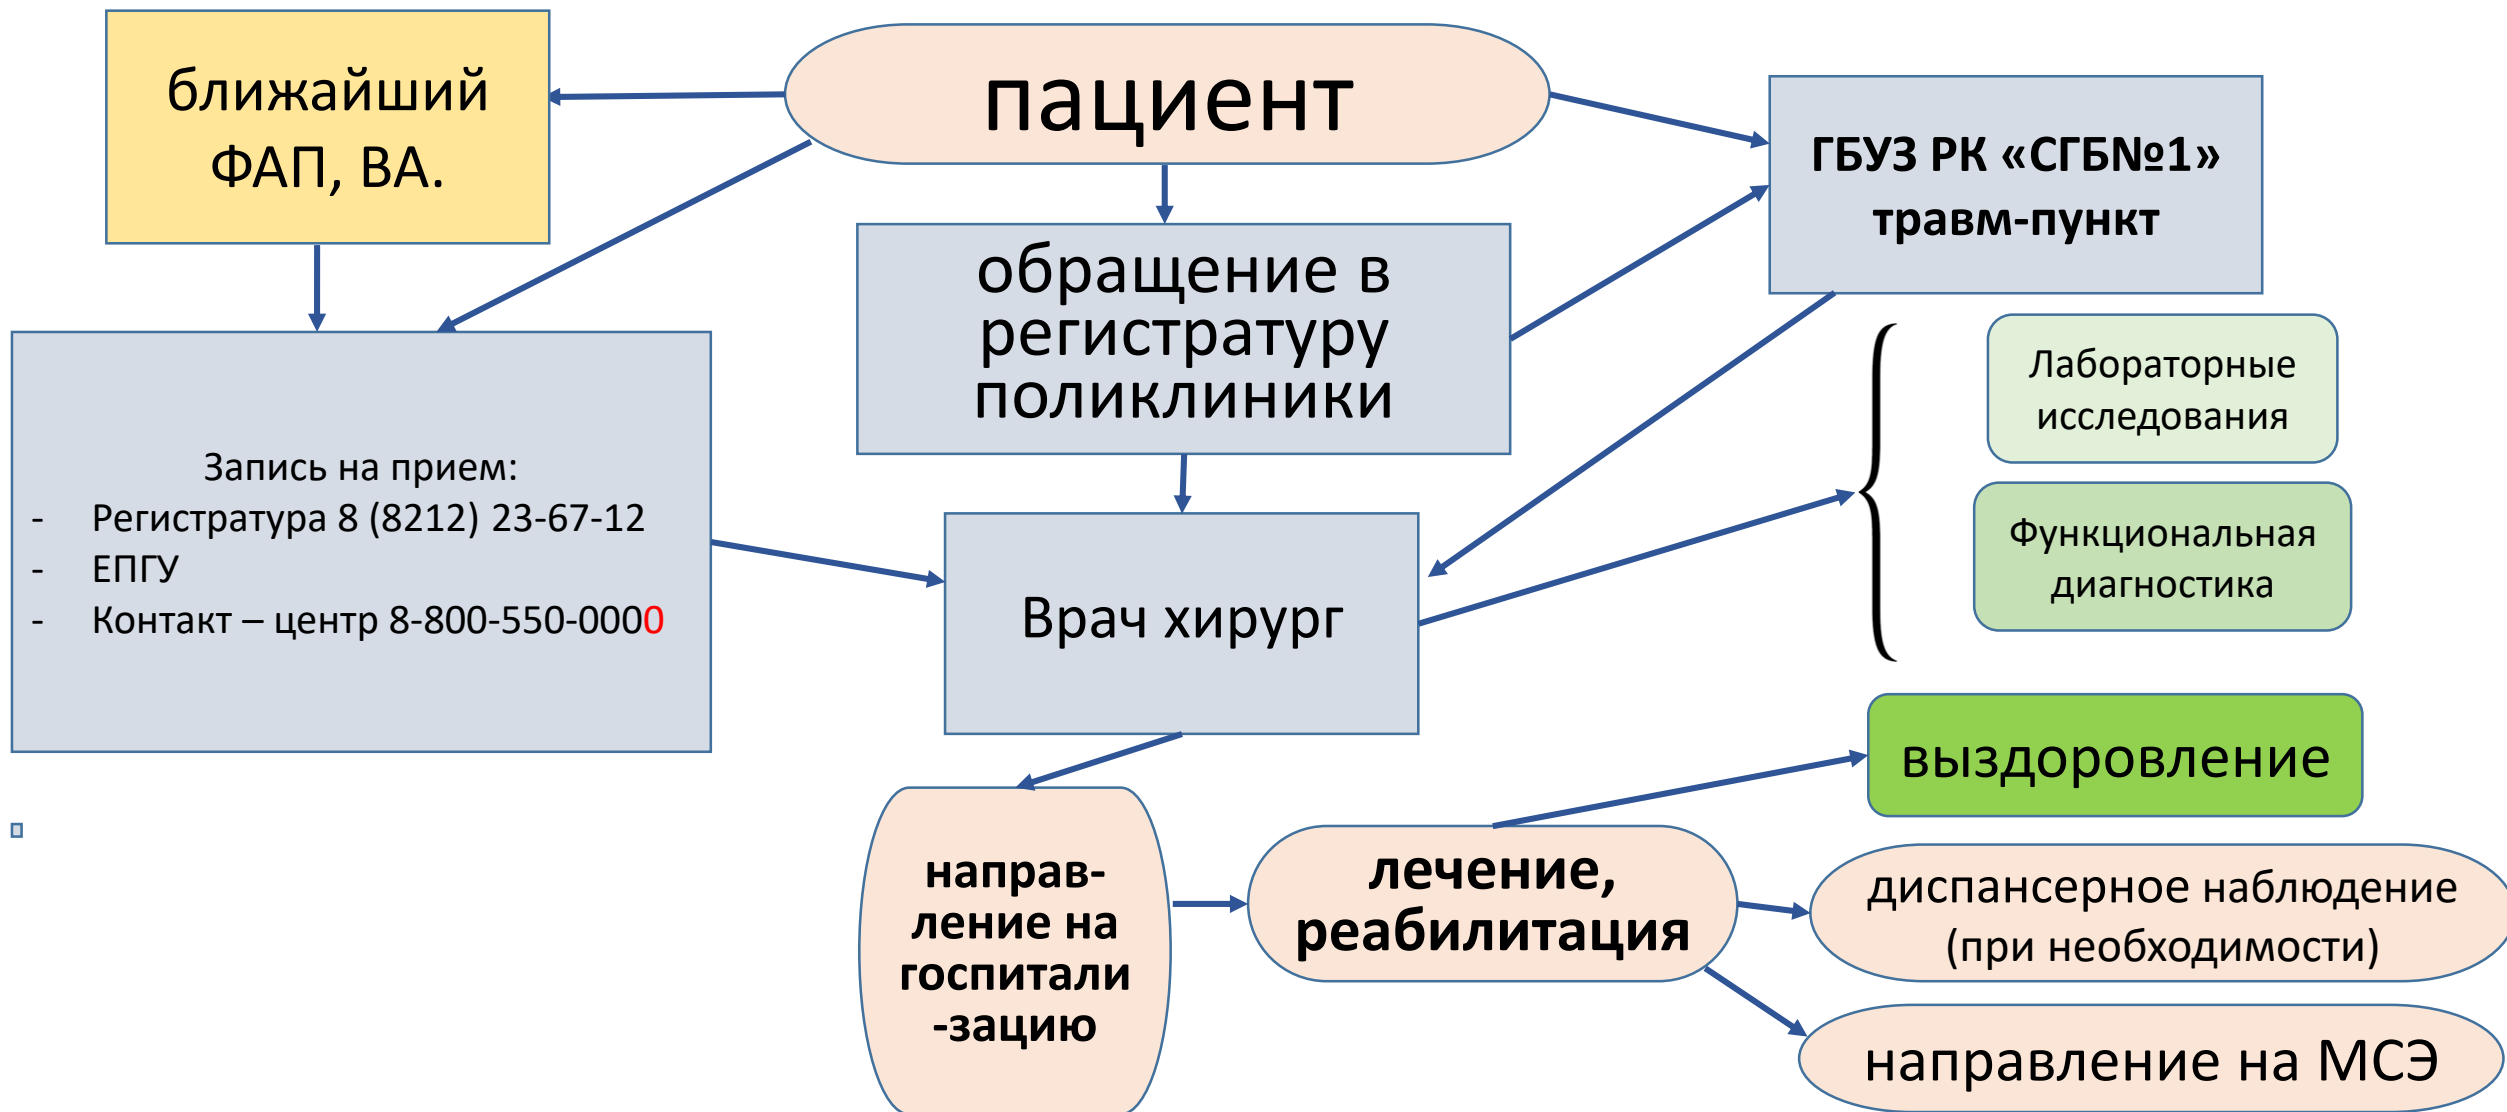 ближайший
ФАП, ВА.
пациент
ГБУЗ РК «СГБ№1»
травм-пункт
обращение в
регистратуру
поликлиники
Запись на прием:
- Регистратура 8 (8212) 23-67-12
- ЕПГУ
- Контакт – центр 8-800-550-0000
Врач хирург
Лабораторные
исследования
Функциональная
диагностика
выздоровление
направ-
ление на
госпитали
-зацию
лечение,
реабилитация
диспансерное наблюдение
(при необходимости)
направление на МСЭ